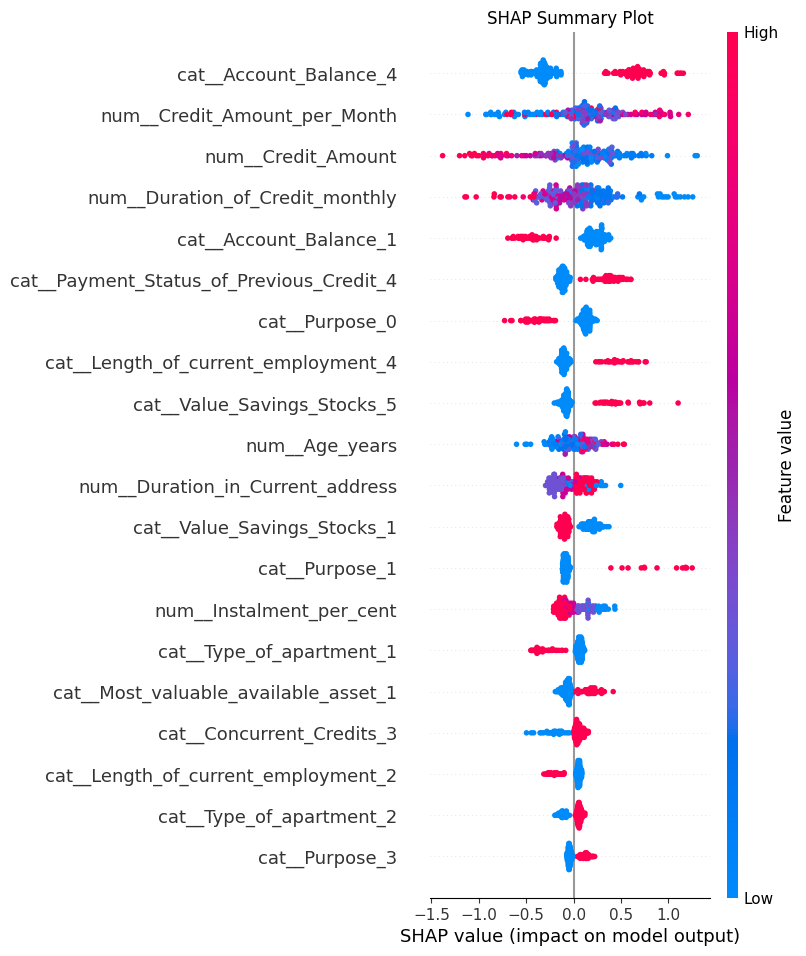 SHAP Summary Plot
High
cat__Account_Balance_4
num__Credit_Amount_per_Month
num__Credit_Amount
num__Duration_of_Credit_monthly
cat__Account_Balance_1
cat__Payment_Status_of_Previous_Credit_4
cat__Purpose_0
cat__Length_of_current_employment_4
cat__Value_Savings_Stocks_5
num__Age_years
num__Duration_in_Current_address
cat__Value_Savings_Stocks_1
cat__Purpose_1
num__Instalment_per_cent
cat__Type_of_apartment_1
cat__Most_valuable_available_asset_1
cat__Concurrent_Credits_3
cat__Length_of_current_employment_2
cat__Type_of_apartment_2
cat__Purpose_3
Feature value
Low
−1.5 −1.0 −0.5 0.0 0.5 1.0
SHAP value (impact on model output)